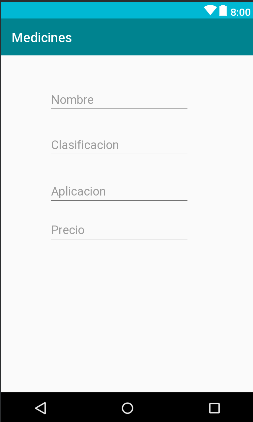 8:00
Medicines
Nombre
Clasificacion
Aplicacion
Precio